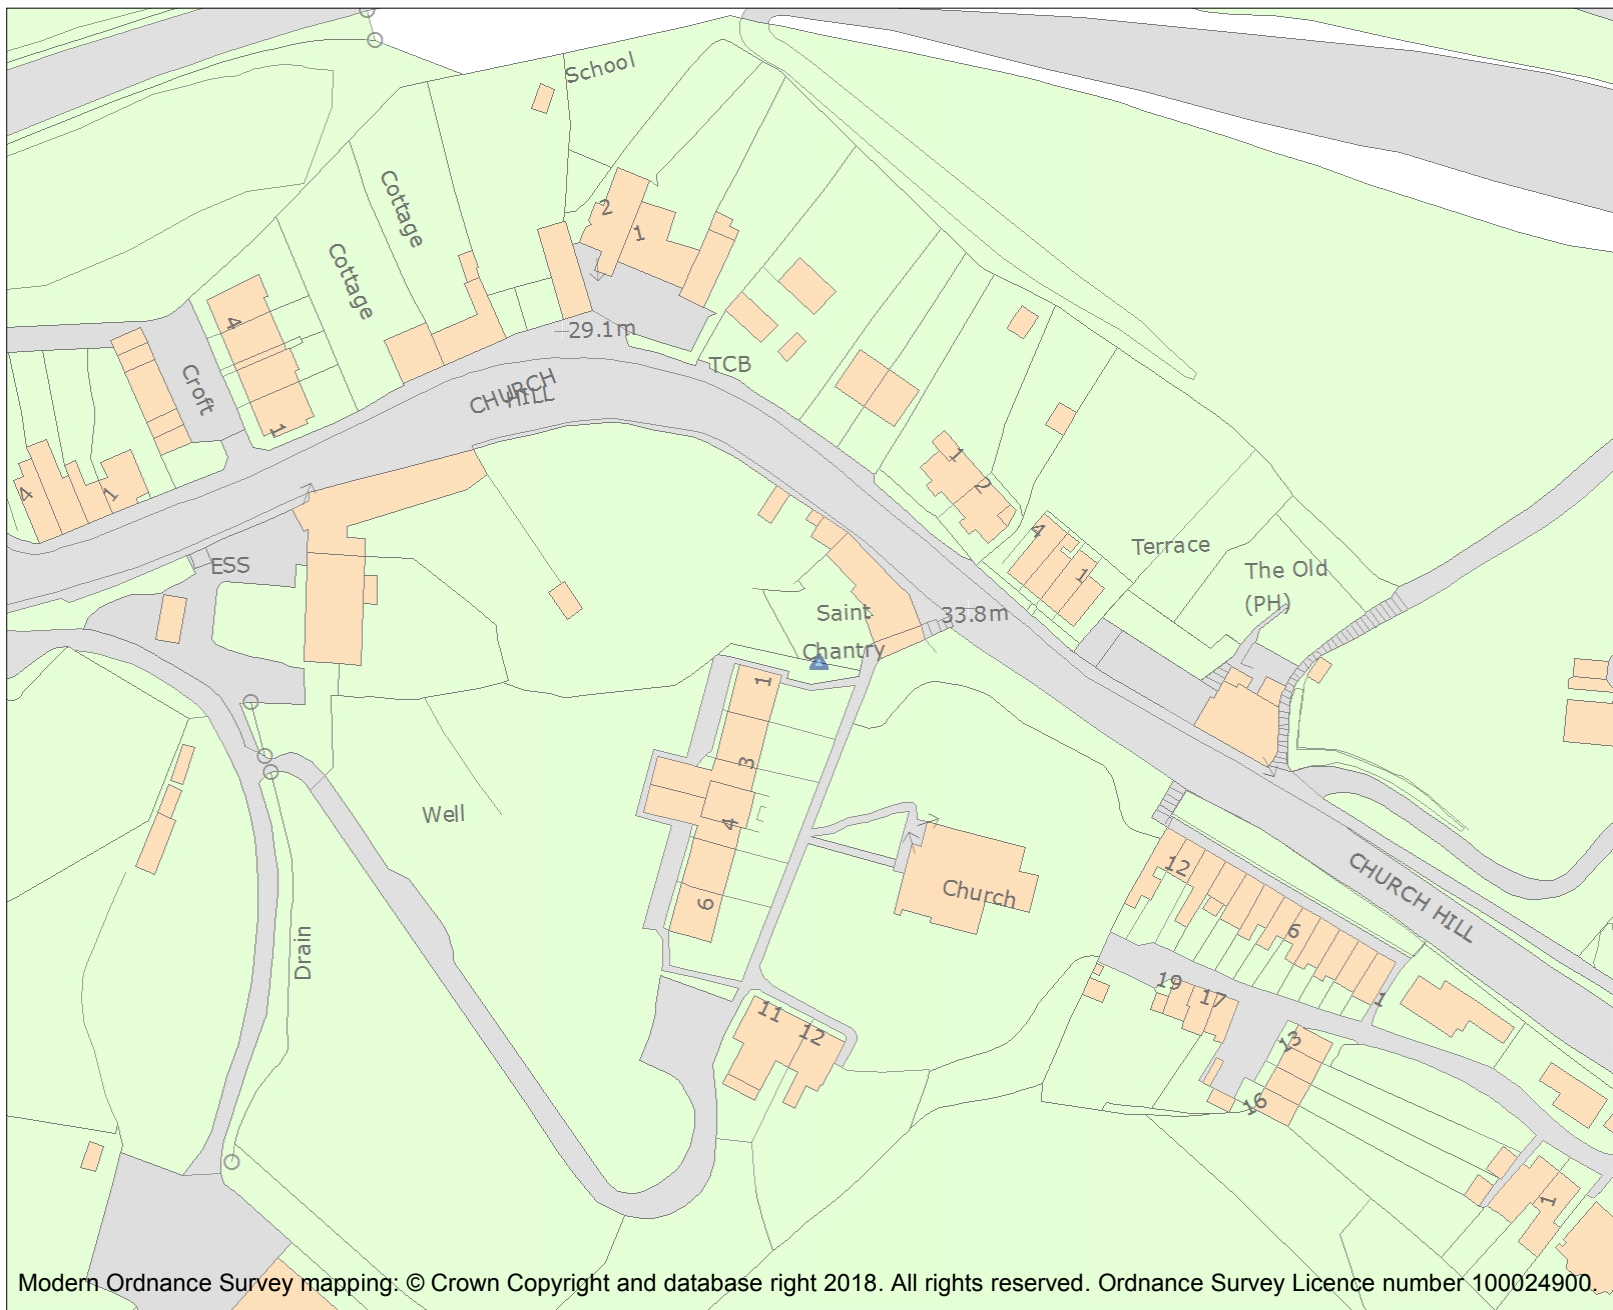 School
Cottage
Cottage
2
1
4
Croft
1
29.1m
TCB
CHURCH
HILL
4
1
ESS
1
2
4
1
Terrace
The Old
(PH)
Saint
Chantry
33.8m
1
3
4
6
Well
Drain
Church
12
6
1
CHURCH HILL
19
17
13
16
11
12
1
Modern Ordnance Survey mapping: © Crown Copyright and database right 2018. All rights reserved. Ordnance Survey Licence number 100024900.